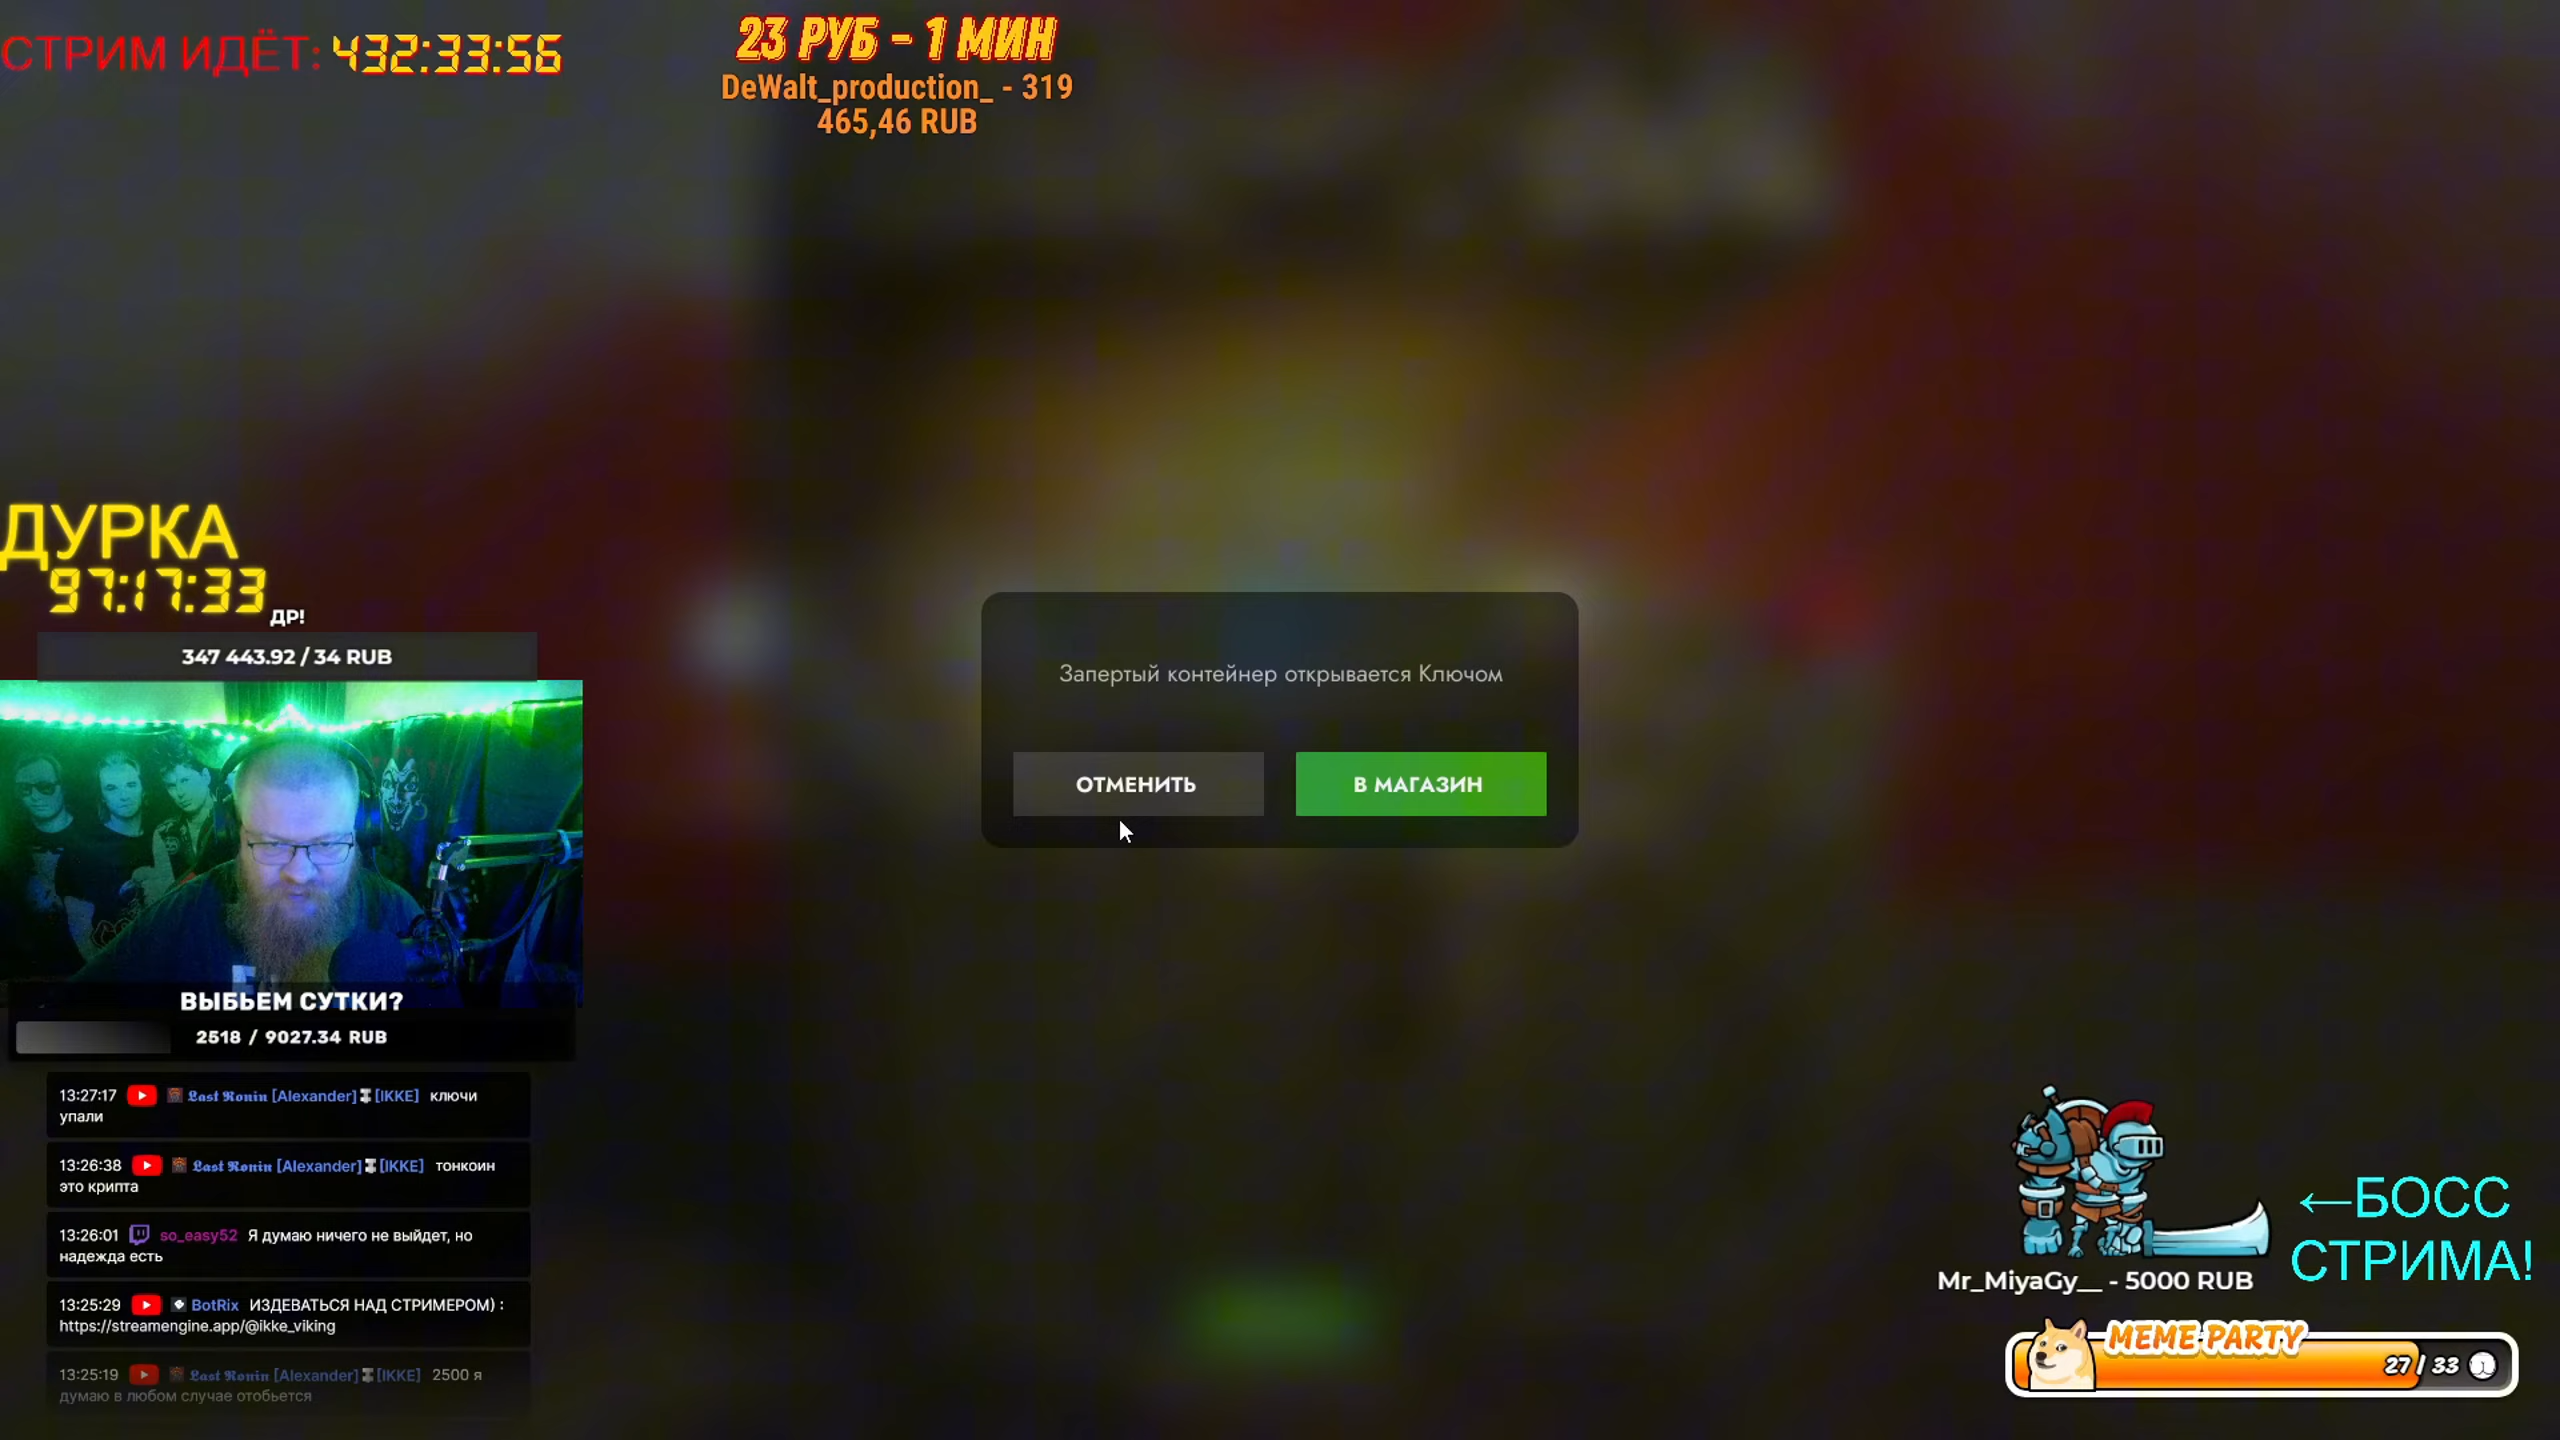 СТРИМ ИДЁТ: 432:33:56
23 РУБ - 1 МИН
DeWalt_production_ - 319
465,46 RUB
ДУРКА
97:17:33
ДР!
347 443.92 / 34 RUB
Запертый контейнер открывается Ключом
ОТМЕНИТЬ
В МАГАЗИН
ВЫБЬЕМ СУТКИ?
2518 / 9027.34 RUB
13:27:17 𝕷𝖆𝖘𝖙 𝕽𝖔𝖓𝖎𝖓 [Alexander] [IKKE] ключи
упали
13:26:38 𝕷𝖆𝖘𝖙 𝕽𝖔𝖓𝖎𝖓 [Alexander] [IKKE] тонкоин
это крипта
13:26:01 so_easy52 Я думаю ничего не выйдет, но
надежда есть
13:25:29 BotRix ИЗДЕВАТЬСЯ НАД СТРИМЕРОМ) :
https://streamengine.app/@ikke_viking
13:25:19 𝕷𝖆𝖘𝖙 𝕽𝖔𝖓𝖎𝖓 [Alexander] [IKKE] 2500 я
думаю в любом случае отобьется
←БОСС
СТРИМА!
Mr_MiyaGy__ - 5000 RUB
MEME PARTY
27 / 33